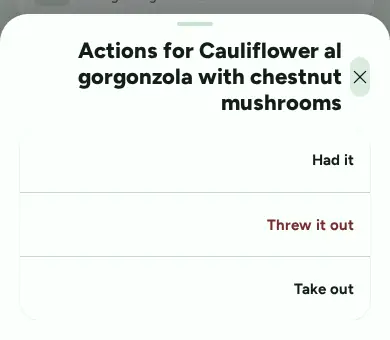 Actions for Cauliflower al
gorgonzola with chestnut
mushrooms
Had it
Threw it out
Take out